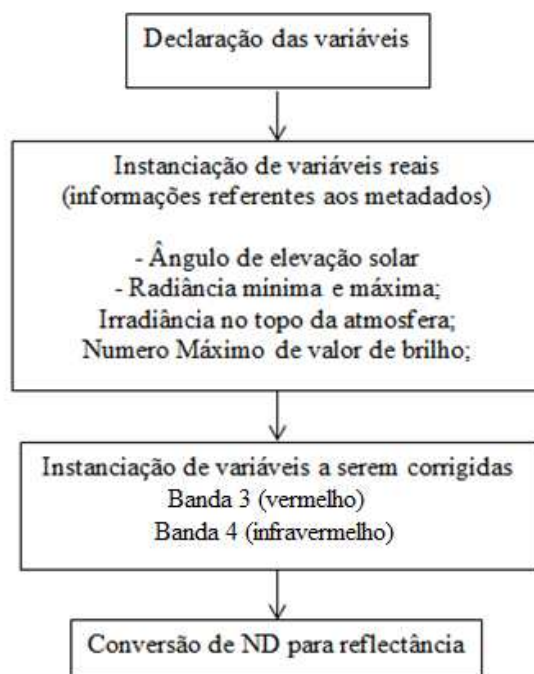 Declaração das variáveis
Instanciação de variáveis reais
(informações referentes aos metadados)
- Ângulo de elevação solar
- Radiância minima e máxima;
Irradiância no topo da atmosfera;
Numero Máximo de valor de brilho;
Instanciação de variáveis a serem corrigidas
Banda 3 (vermelho)
Banda 4 (infravermelho)
Conversão de ND para reflectância